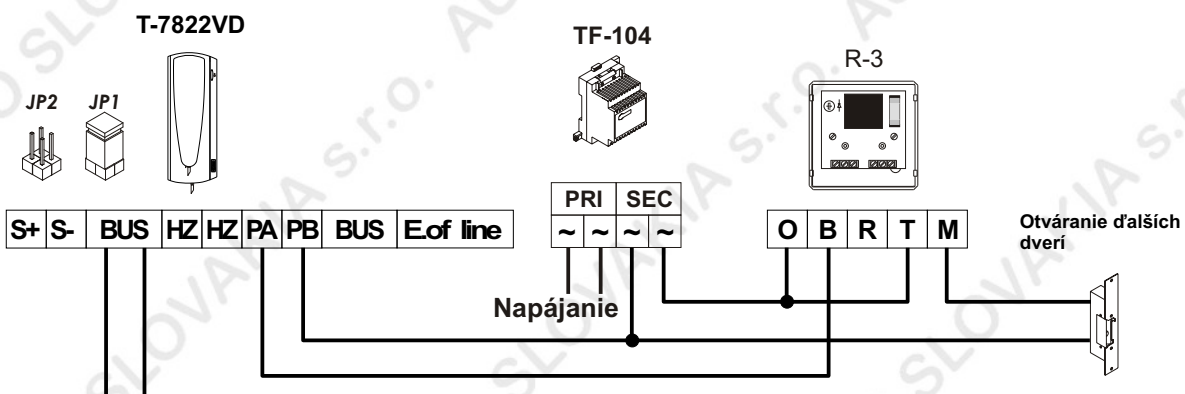 T-7822VD
TF-104
R-3
JP2 JP1
PRI SEC
S+ S- BUS HZ HZ PA PB BUS E.of line
~ ~ ~ ~
O B R T M
Otváranie ďalších
dverí
Napájanie